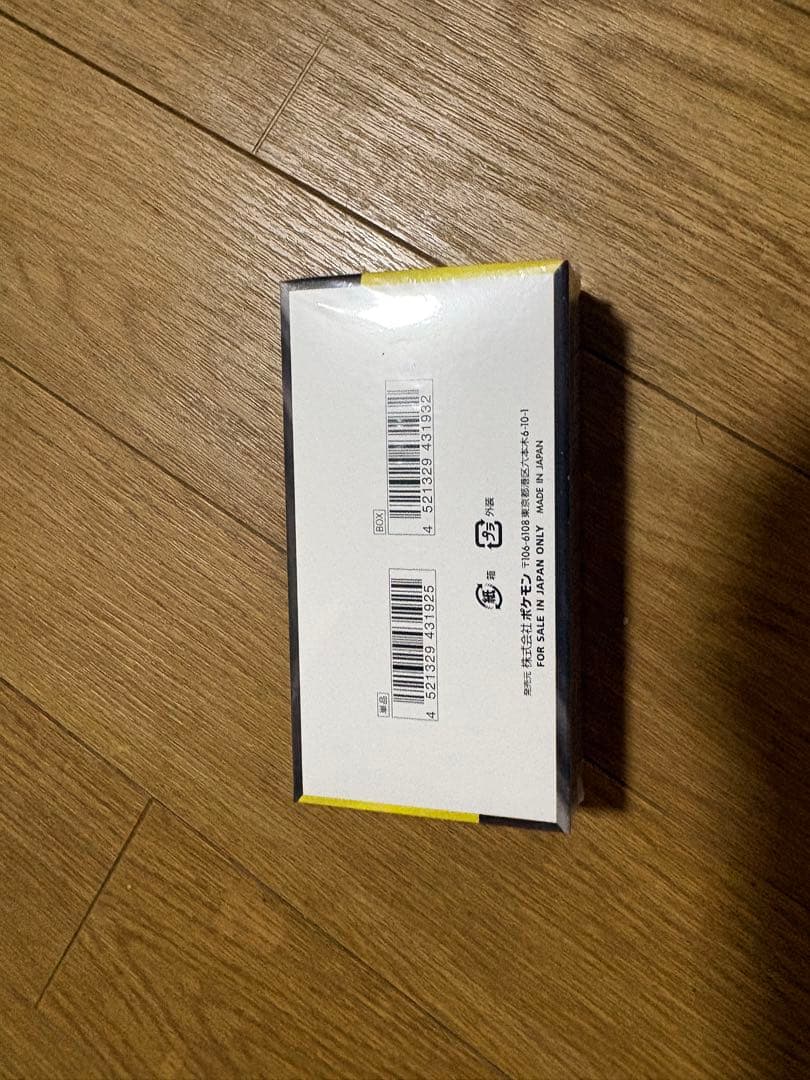 単品
4 521329 431925
BOX
4 521329 431932
紙 箱
プラ 外装
発売元 株式会社ポケモン 〒106-6108 東京都港区六本木6-10-1
FOR SALE IN JAPAN ONLY MADE IN JAPAN